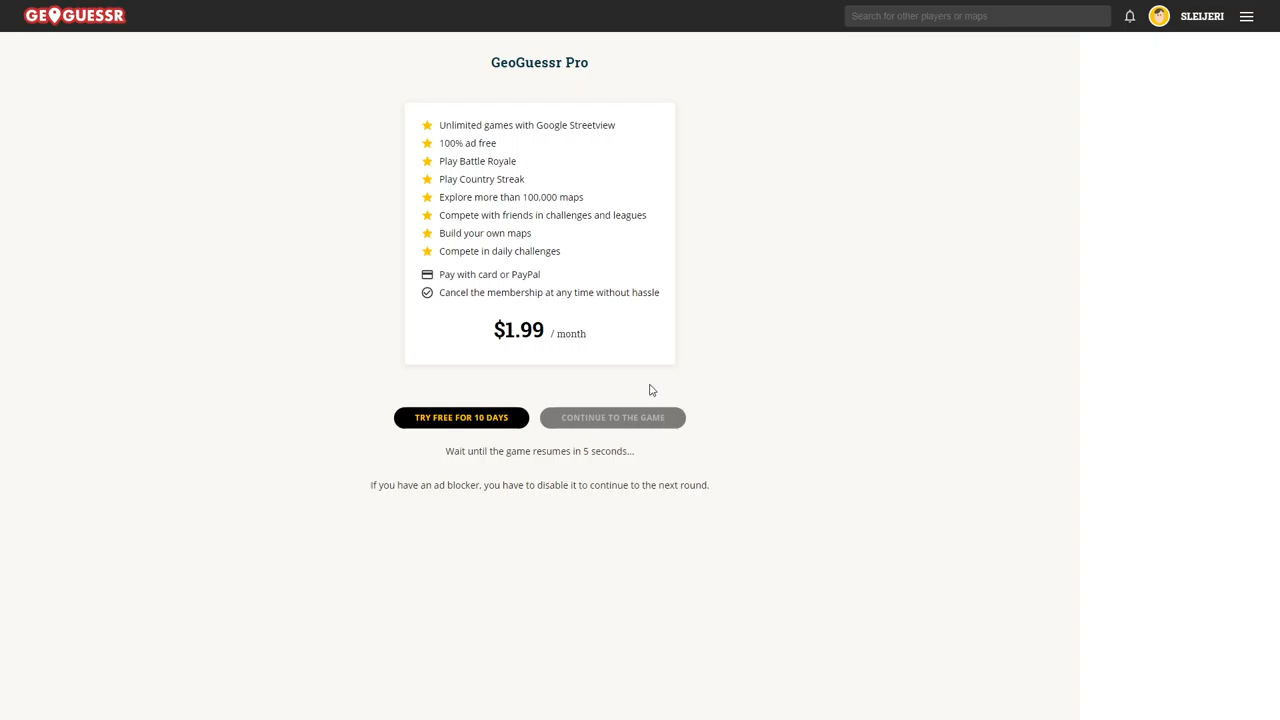 GEOGUESSR
Search for other players or maps
SLEIJERI
GeoGuessr Pro
Unlimited games with Google Streetview
100% ad free
Play Battle Royale
Play Country Streak
Explore more than 100,000 maps
Compete with friends in challenges and leagues
Build your own maps
Compete in daily challenges
Pay with card or PayPal
Cancel the membership at any time without hassle
$1.99 / month
TRY FREE FOR 10 DAYS
CONTINUE TO THE GAME
Wait until the game resumes in 5 seconds...
If you have an ad blocker, you have to disable it to continue to the next round.